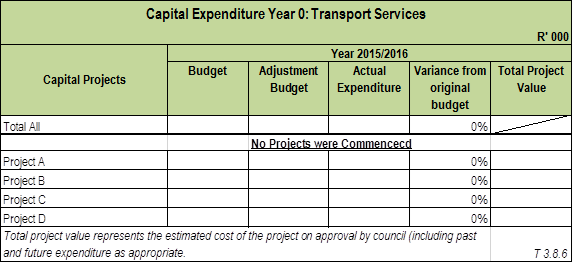 Capital Expenditure Year 0: Transport Services
R' 000
Capital Projects
Year 2015/2016
Budget
Adjustment Budget
Actual Expenditure
Variance from original budget
Total Project Value
Total All 0%
No Projects were Commencecd
Project A 0%
Project B 0%
Project C 0%
Project D 0%
Total project value represents the estimated cost of the project on approval by council (including past
and future expenditure as appropriate.
T 3.8.6